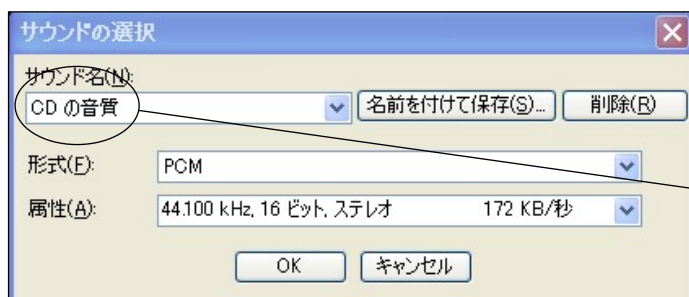 サウンドの選択
サウンド名(N):
CD の音質 名前を付けて保存(S)... 削除(R)
形式(F): PCM
属性(A): 44.100 kHz, 16 ビット, ステレオ 172 KB/秒
OK キャンセル